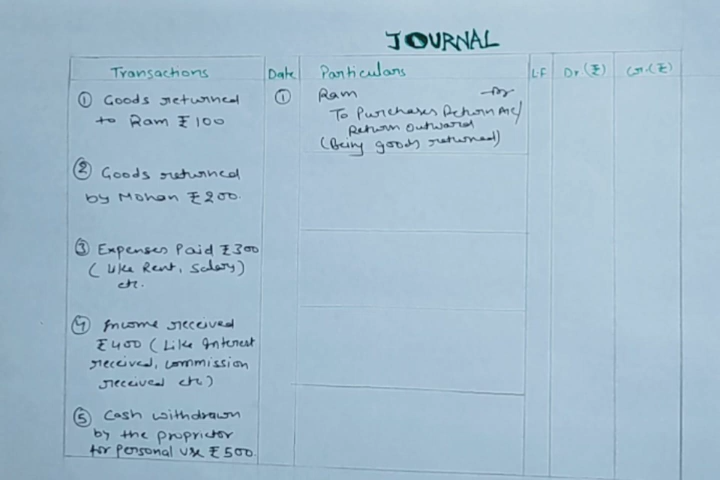 JOURNAL
Transactions Date Particulars L.F Dr (₹) Cr. (₹)
① Goods returned
to Ram ₹100
① Ram Dr
To Purchases Return A/c/
Return Outward
(Being goods returned)
② Goods returned
by Mohan ₹200.
③ Expenses Paid ₹300
(Like Rent, Salary)
etc.
④ Income received
₹400 (Like Interest
received, commission
received etc)
⑤ Cash withdrawn
by the proprietor
for Personal use ₹500.